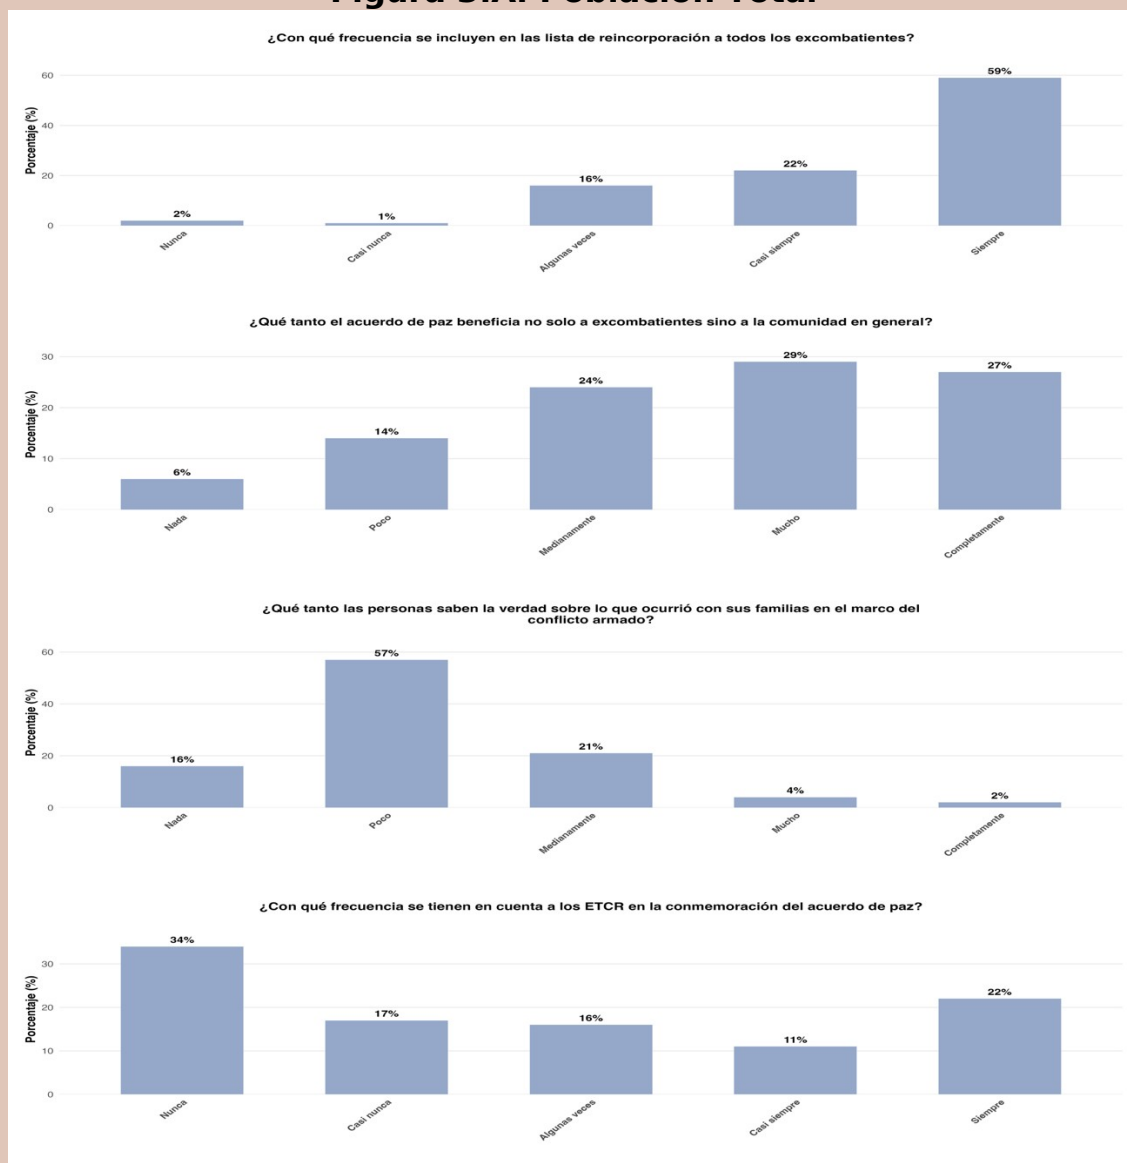 Figura 3.A. Población Total
¿Con qué frecuencia se incluyen en las lista de reincorporación a todos los excombatientes?
Porcentaje (%)
60
40
20
0
2%
1%
16%
22%
59%
Nunca
Casi nunca
Algunas veces
Casi siempre
Siempre
¿Qué tanto el acuerdo de paz beneficia no solo a excombatientes sino a la comunidad en general?
Porcentaje (%)
30
20
10
0
6%
14%
24%
29%
27%
Nada
Poco
Medianamente
Mucho
Completamente
¿Qué tanto las personas saben la verdad sobre lo que ocurrió con sus familias en el marco del
conflicto armado?
Porcentaje (%)
60
40
20
0
16%
57%
21%
4%
2%
Nada
Poco
Medianamente
Mucho
Completamente
¿Con qué frecuencia se tienen en cuenta a los ETCR en la conmemoración del acuerdo de paz?
Porcentaje (%)
30
20
10
0
34%
17%
16%
11%
22%
Nunca
Casi nunca
Algunas veces
Casi siempre
Siempre